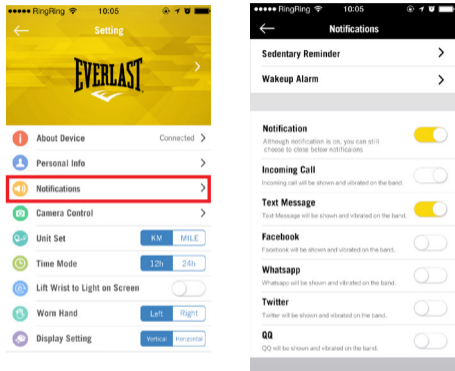 RingRing 10:05
Setting
EVERLAST
About Device Connected
Personal Info
Notifications
Camera Control
Unit Set KM MILE
Time Mode 12h 24h
Lift Wrist to Light on Screen
Worn Hand Left Right
Display Setting Vertical Horizontal
RingRing 10:05
Notifications
Sedentary Reminder
Wakeup Alarm
Notification
Although notification is on, you can still
choose to close below notificaions
Incoming Call
Incoming call will be shown and vibrated on the band.
Text Message
Text Message will be shown and vibrated on the band.
Facebook
Facebook will be shown and vibrated on the band.
Whatsapp
Whatsapp will be shown and vibrated on the band.
Twitter
Twitter will be shown and vibrated on the band.
QQ
QQ will be shown and vibrated on the band.